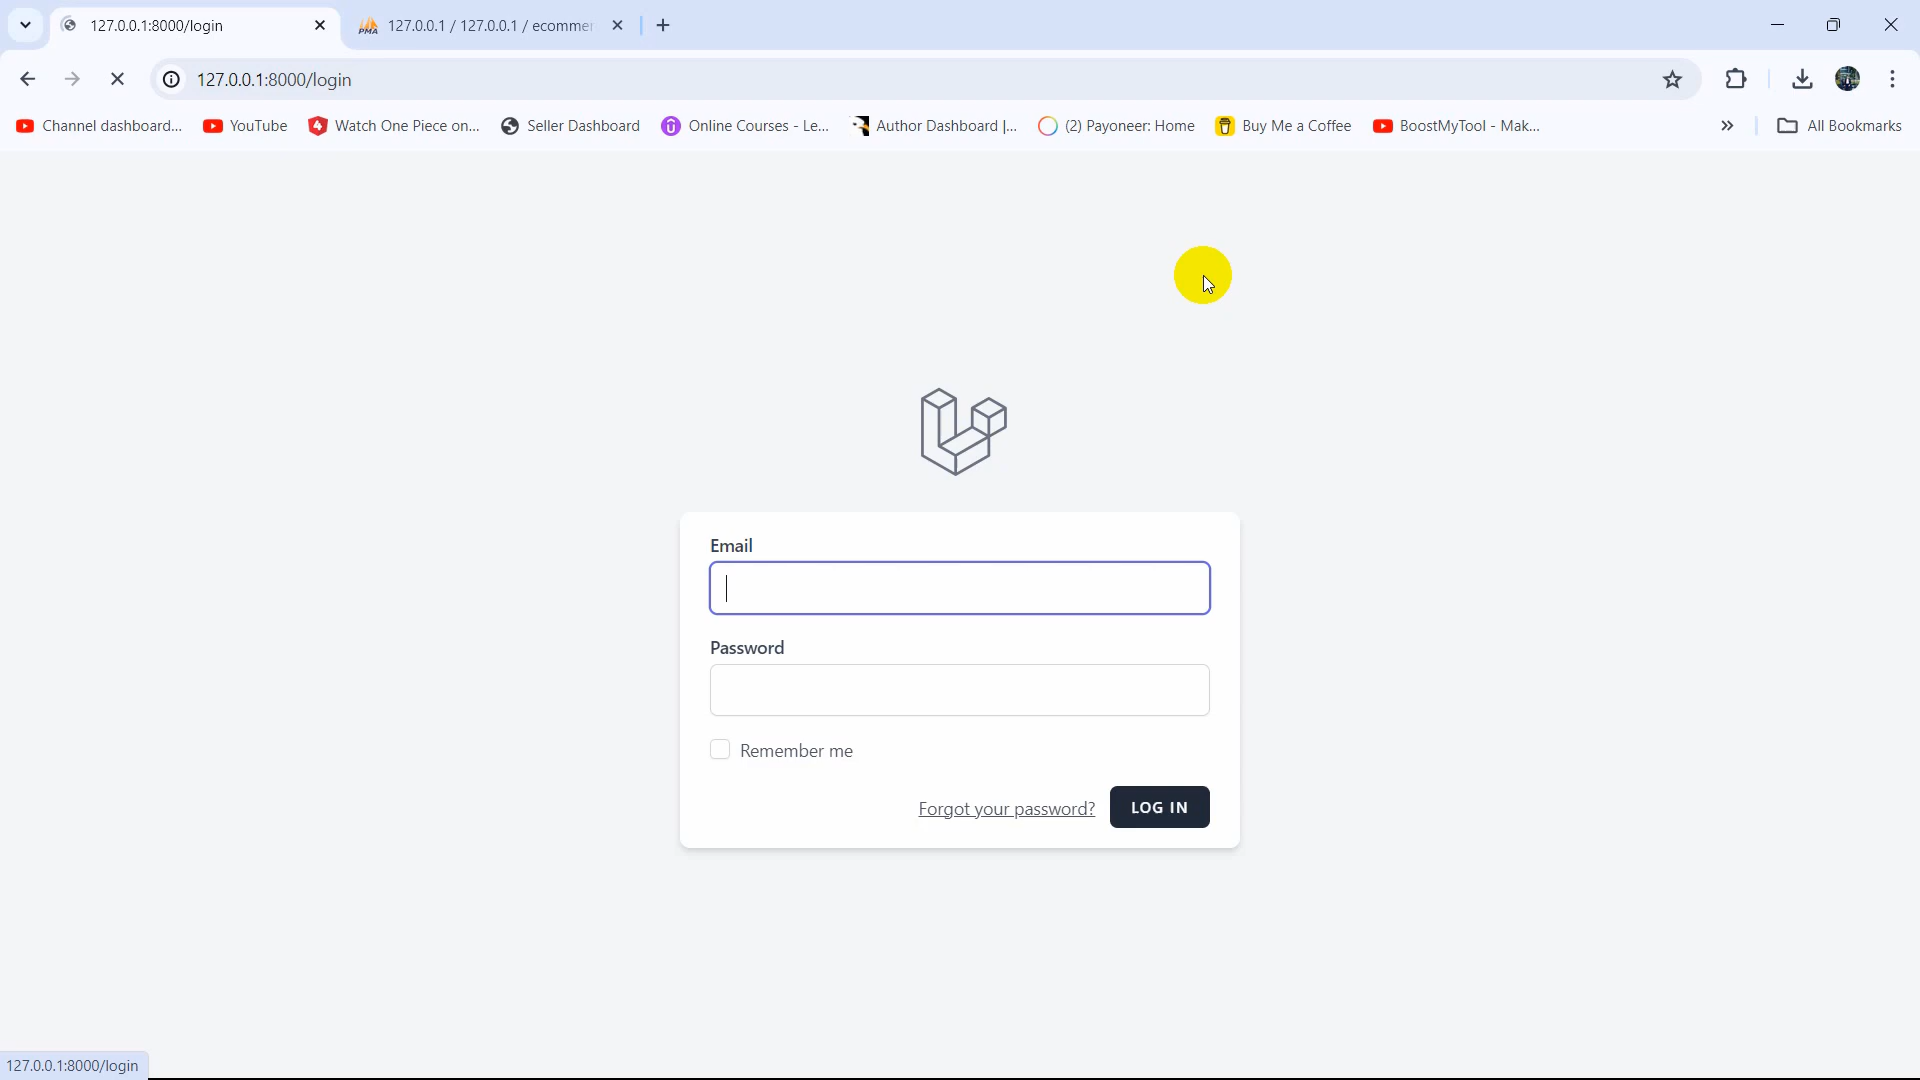 127.0.0.1:8000/login
127.0.0.1 / 127.0.0.1 / ecommer
127.0.0.1:8000/login
Channel dashboard...
YouTube
Watch One Piece on...
Seller Dashboard
Online Courses - Le...
Author Dashboard |...
(2) Payoneer: Home
Buy Me a Coffee
BoostMyTool - Mak...
All Bookmarks
Email
Password
Remember me
Forgot your password?
LOG IN
127.0.0.1:8000/login